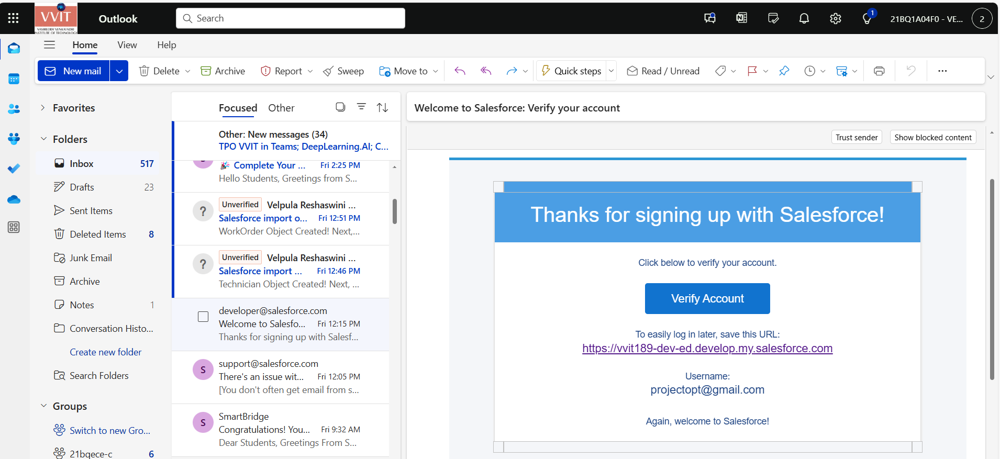 VVIT
VASIREDDY VENKATADRI
INSTITUTE OF TECHNOLOGY
Outlook
Search
1
21BQ1A04F0 - VE...
2
Home
View
Help
New mail
Delete
Archive
Report
Sweep
Move to
Quick steps
Read / Unread
...
Favorites
Folders
Inbox
517
Drafts
23
Sent Items
Deleted Items
8
Junk Email
Archive
Notes
1
Conversation Histo...
Create new folder
Search Folders
Groups
Switch to new Gro...
21bqece-c
6
Focused
Other
Other: New messages (34)
TPO VVIT in Teams; DeepLearning.AI; C...
Complete Your ...
Fri 2:25 PM
Hello Students, Greetings from S...
?
Unverified
Velpula Reshaswini ...
Salesforce import o...
Fri 12:51 PM
WorkOrder Object Created! Next,...
?
Unverified
Velpula Reshaswini ...
Salesforce import ...
Fri 12:46 PM
Technician Object Created! Next, ...
developer@salesforce.com
Welcome to Salesfo...
Fri 12:15 PM
Thanks for signing up with Salesf...
S
support@salesforce.com
There's an issue wit...
Fri 12:05 PM
[You don't often get email from s...
S
SmartBridge
Congratulations! You...
Fri 9:32 AM
Dear Students, Greetings From S...
Welcome to Salesforce: Verify your account
Trust sender
Show blocked content
Thanks for signing up with Salesforce!
Click below to verify your account.
Verify Account
To easily log in later, save this URL:
https://vvit189-dev-ed.develop.my.salesforce.com
Username:
projectopt@gmail.com
Again, welcome to Salesforce!